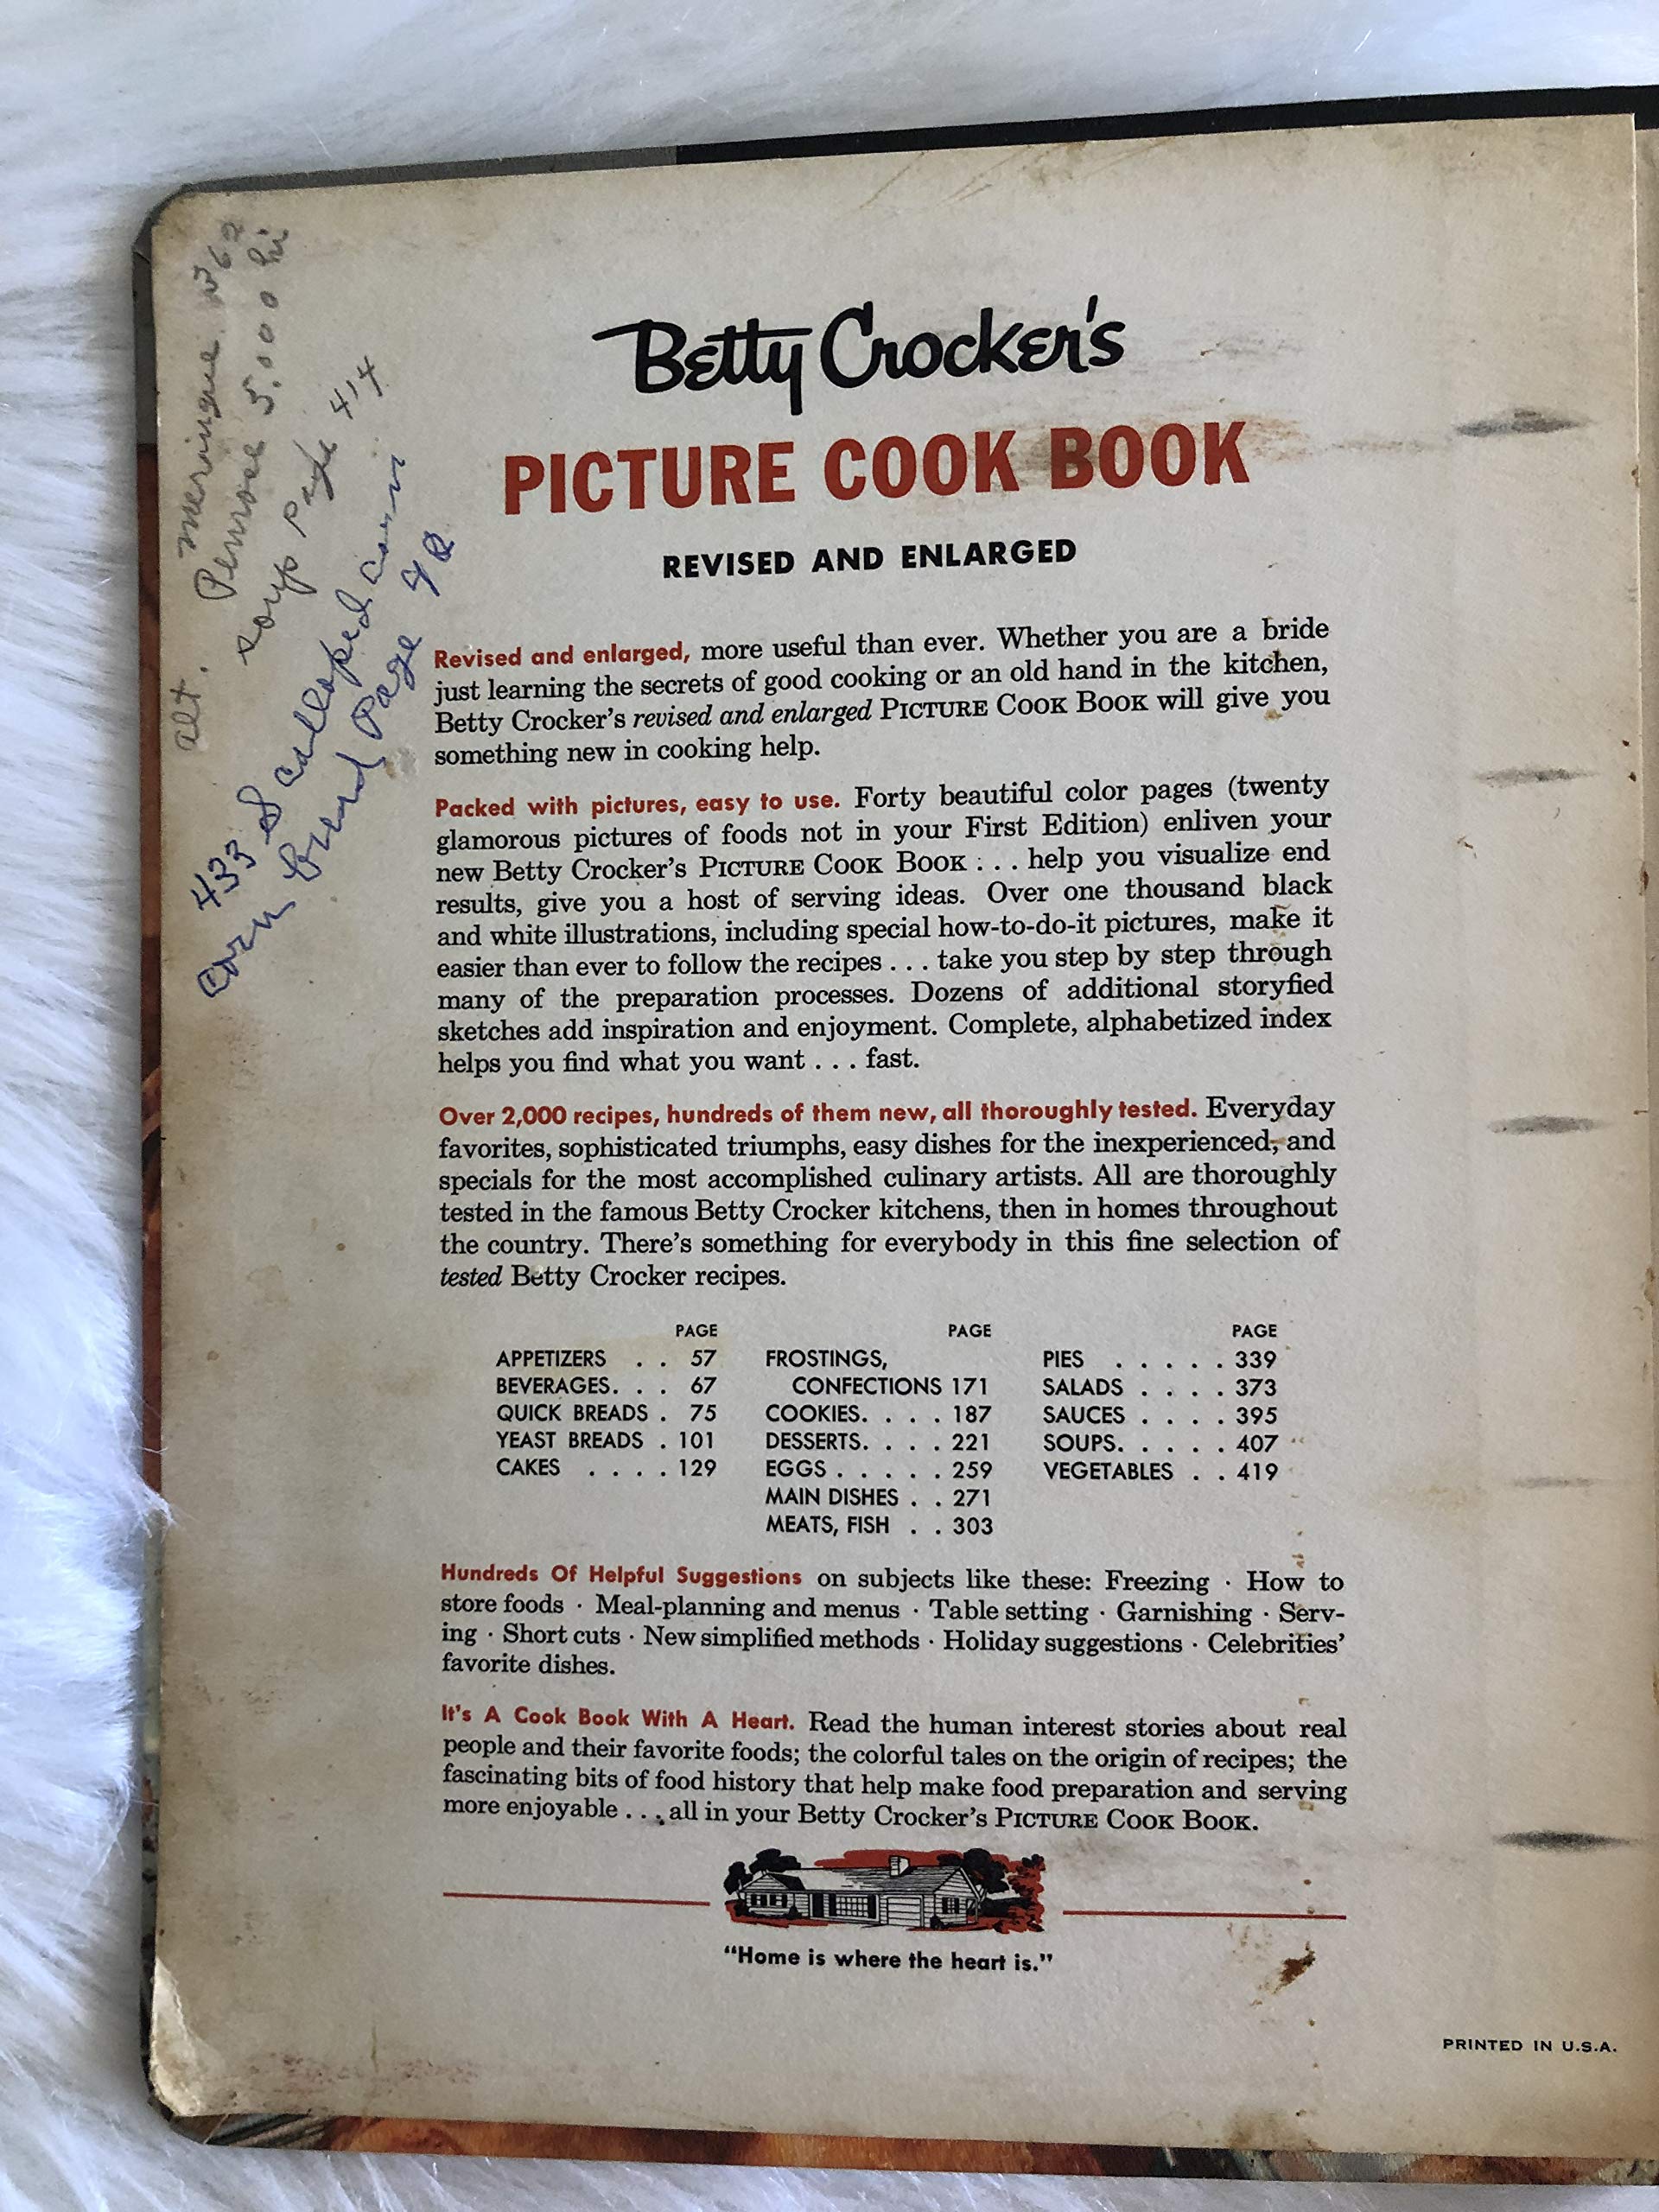 meringue 362
alt. Penrose 5.000 hi
soup page 414
433 Scalloped corn
corn bread Page
Betty Crocker's
PICTURE COOK BOOK
REVISED AND ENLARGED
Revised and enlarged, more useful than ever. Whether you are a bride
just learning the secrets of good cooking or an old hand in the kitchen,
Betty Crocker's revised and enlarged PICTURE COOK BOOK will give you
something new in cooking help.
Packed with pictures, easy to use. Forty beautiful color pages (twenty
glamorous pictures of foods not in your First Edition) enliven your
new Betty Crocker's PICTURE COOK BOOK . . . help you visualize end
results, give you a host of serving ideas. Over one thousand black
and white illustrations, including special how-to-do-it pictures, make it
easier than ever to follow the recipes . . . take you step by step through
many of the preparation processes. Dozens of additional storyfied
sketches add inspiration and enjoyment. Complete, alphabetized index
helps you find what you want . . . fast.
Over 2,000 recipes, hundreds of them new, all thoroughly tested. Everyday
favorites, sophisticated triumphs, easy dishes for the inexperienced, and
specials for the most accomplished culinary artists. All are thoroughly
tested in the famous Betty Crocker kitchens, then in homes throughout
the country. There's something for everybody in this fine selection of
tested Betty Crocker recipes.
PAGE
APPETIZERS . . 57
BEVERAGES. . . 67
QUICK BREADS . 75
YEAST BREADS . 101
CAKES . . . . 129
PAGE
FROSTINGS,
CONFECTIONS 171
COOKIES. . . . 187
DESSERTS. . . . 221
EGGS . . . . . 259
MAIN DISHES . . 271
MEATS, FISH . . 303
PAGE
PIES . . . . . 339
SALADS . . . . 373
SAUCES . . . . 395
SOUPS. . . . . 407
VEGETABLES . . 419
Hundreds Of Helpful Suggestions on subjects like these: Freezing · How to
store foods · Meal-planning and menus · Table setting · Garnishing · Serv-
ing · Short cuts · New simplified methods · Holiday suggestions · Celebrities'
favorite dishes.
It's A Cook Book With A Heart. Read the human interest stories about real
people and their favorite foods; the colorful tales on the origin of recipes; the
fascinating bits of food history that help make food preparation and serving
more enjoyable . . . all in your Betty Crocker's PICTURE COOK BOOK.
"Home is where the heart is."
PRINTED IN U.S.A.